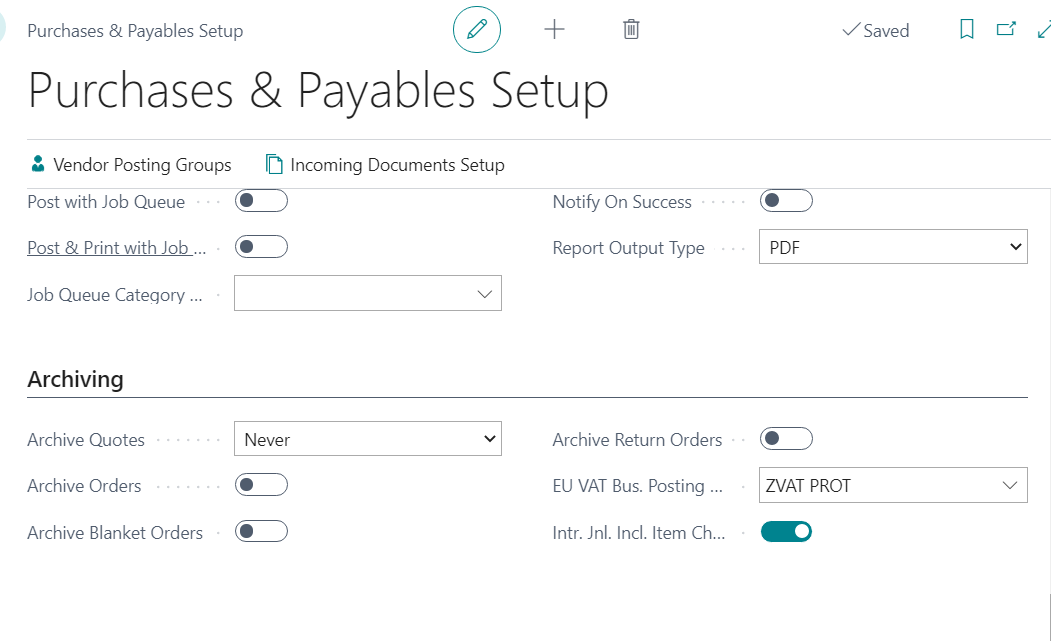 Purchases & Payables Setup
Saved
Purchases & Payables Setup
Vendor Posting Groups
Incoming Documents Setup
Post with Job Queue
Notify On Success
Post & Print with Job ...
Report Output Type
PDF
Job Queue Category ...
Archiving
Archive Quotes
Never
Archive Return Orders
Archive Orders
EU VAT Bus. Posting ...
ZVAT PROT
Archive Blanket Orders
Intr. Jnl. Incl. Item Ch...